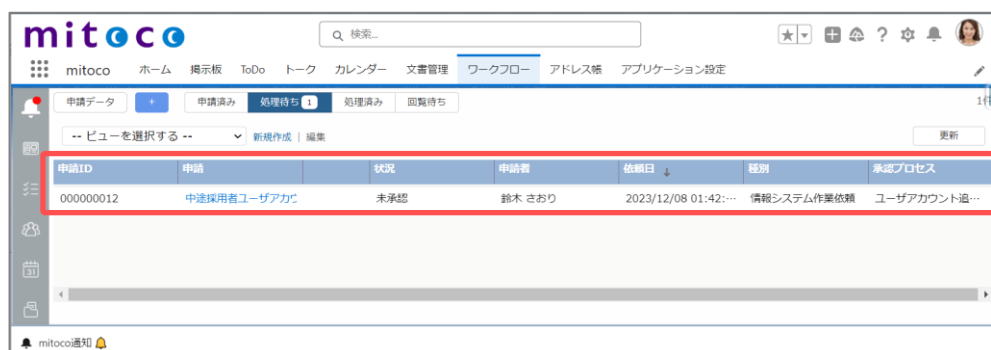 mitoco
検索...
mitoco ホーム 掲示板 ToDo トーク カレンダー 文書管理 ワークフロー アドレス帳 アプリケーション設定
申請データ + 申請済み 処理待ち 1 処理済み 回覧待ち 1件
-- ビューを選択する -- 新規作成 | 編集 更新
申請ID 申請 状況 申請者 依頼日 ↓ 種別 承認プロセス
000000012 中途採用者ユーザアカウ 未承認 鈴木 さおり 2023/12/08 01:42:… 情報システム作業依頼 ユーザアカウント追…
31
mitoco通知